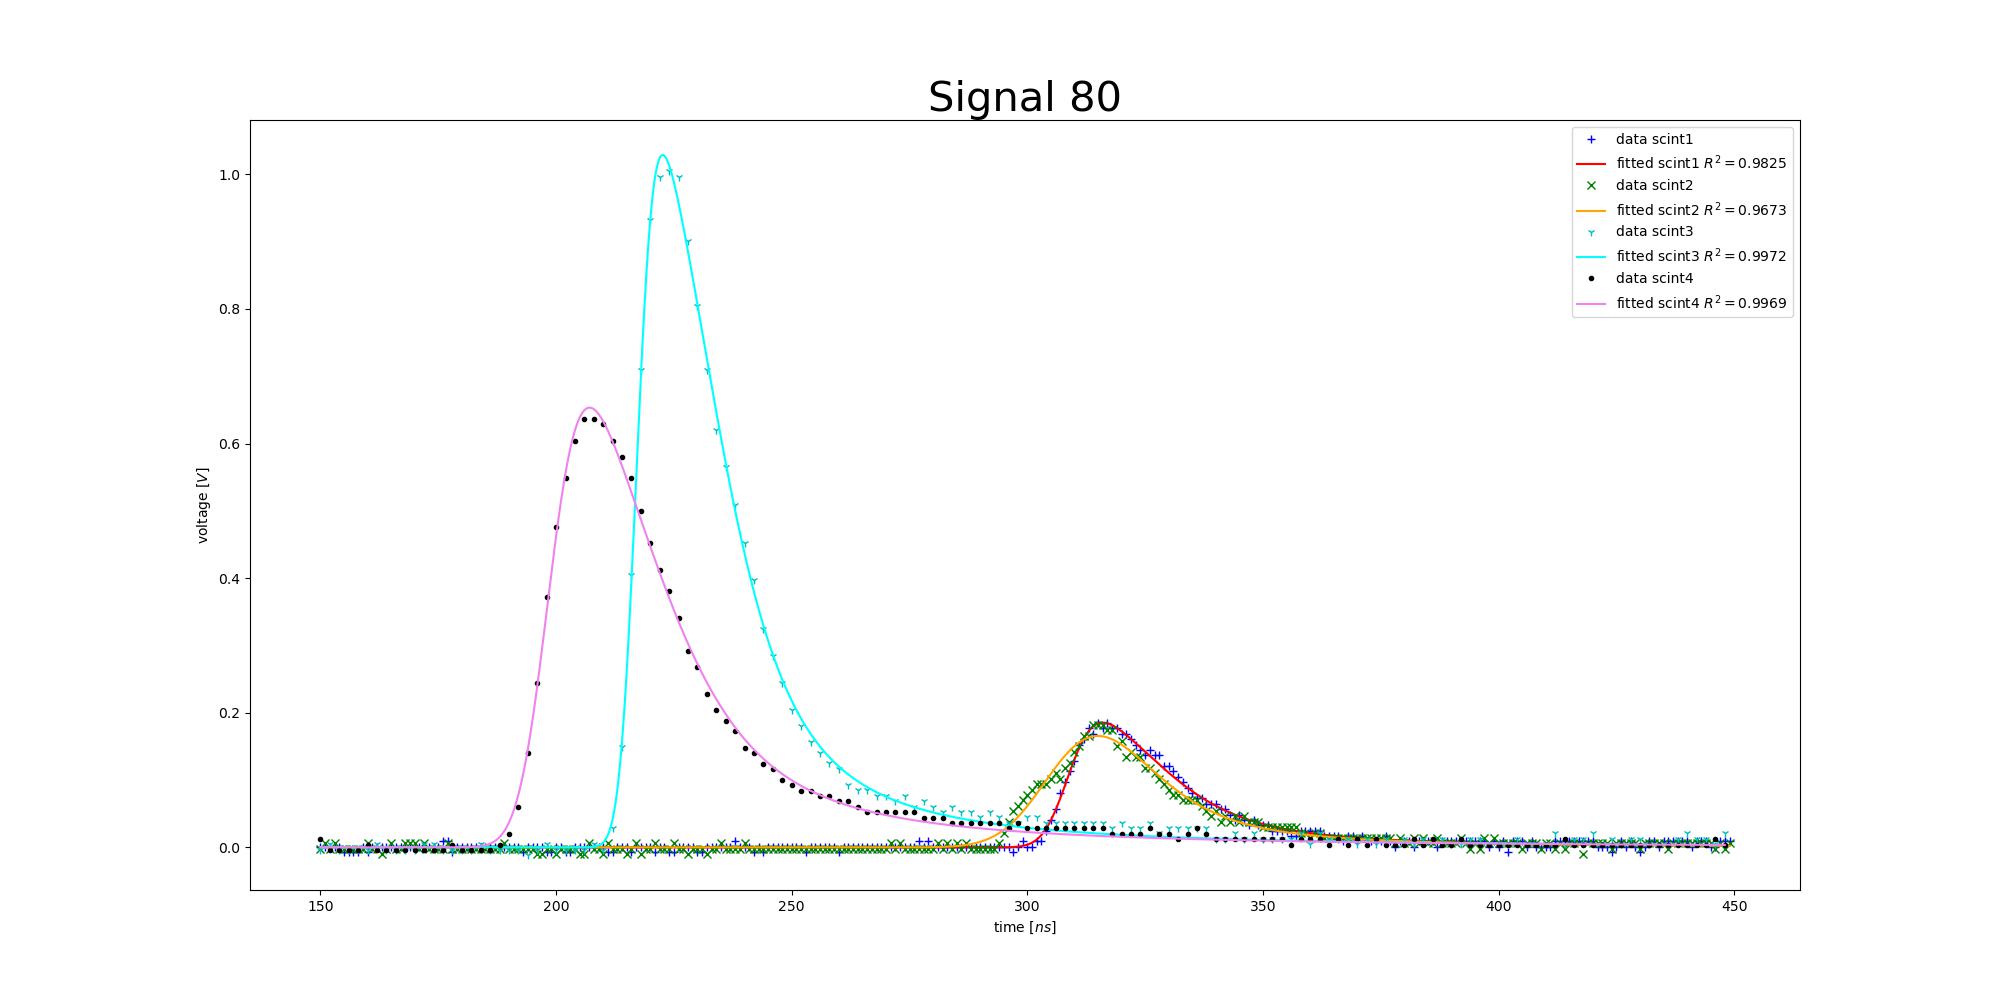 Signal 80
data scint1
fitted scint1 R² = 0.9825
data scint2
fitted scint2 R² = 0.9673
data scint3
fitted scint3 R² = 0.9972
data scint4
fitted scint4 R² = 0.9969
voltage [V]
1.0
0.8
0.6
0.4
0.2
0.0
150 200 250 300 350 400 450
time [ns]